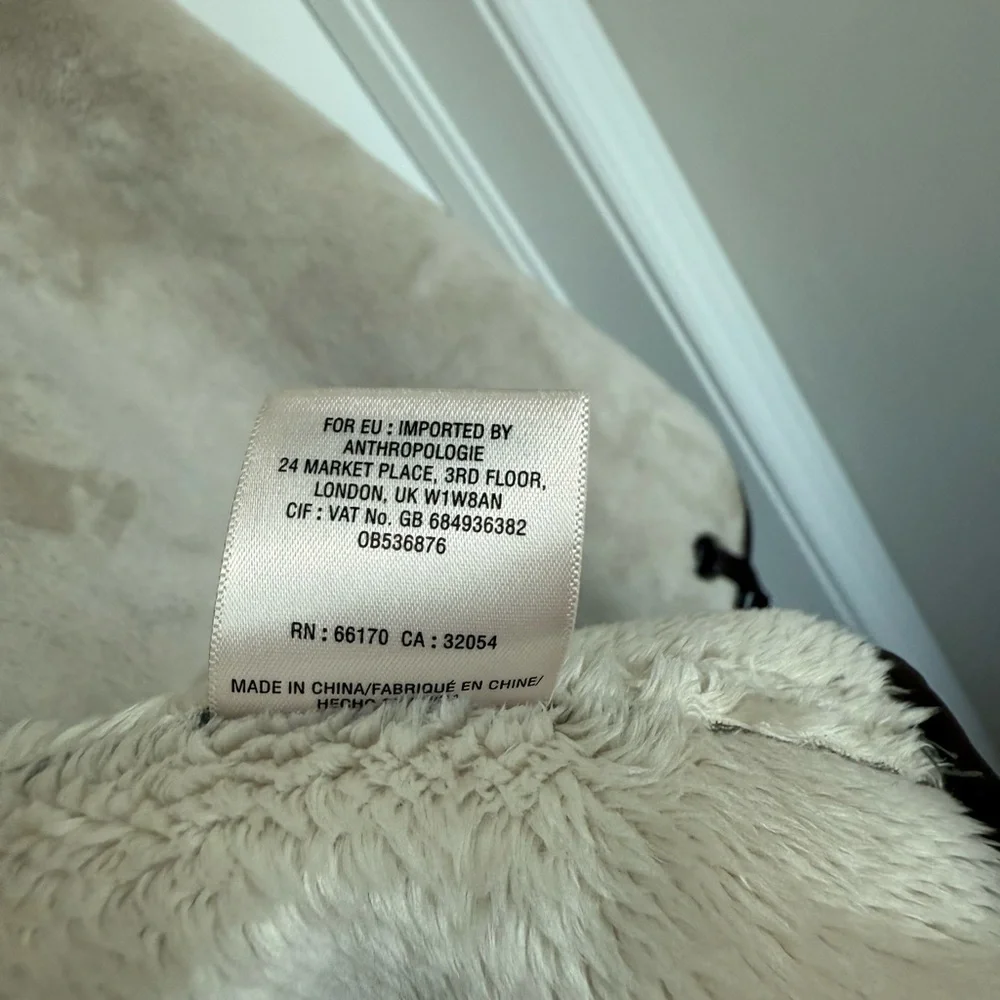 FOR EU : IMPORTED BY
ANTHROPOLOGIE
24 MARKET PLACE, 3RD FLOOR,
LONDON, UK W1W8AN
CIF : VAT No. GB 684936382
OB536876
RN : 66170 CA : 32054
MADE IN CHINA/FABRIQUÉ EN CHINE/
HECHO